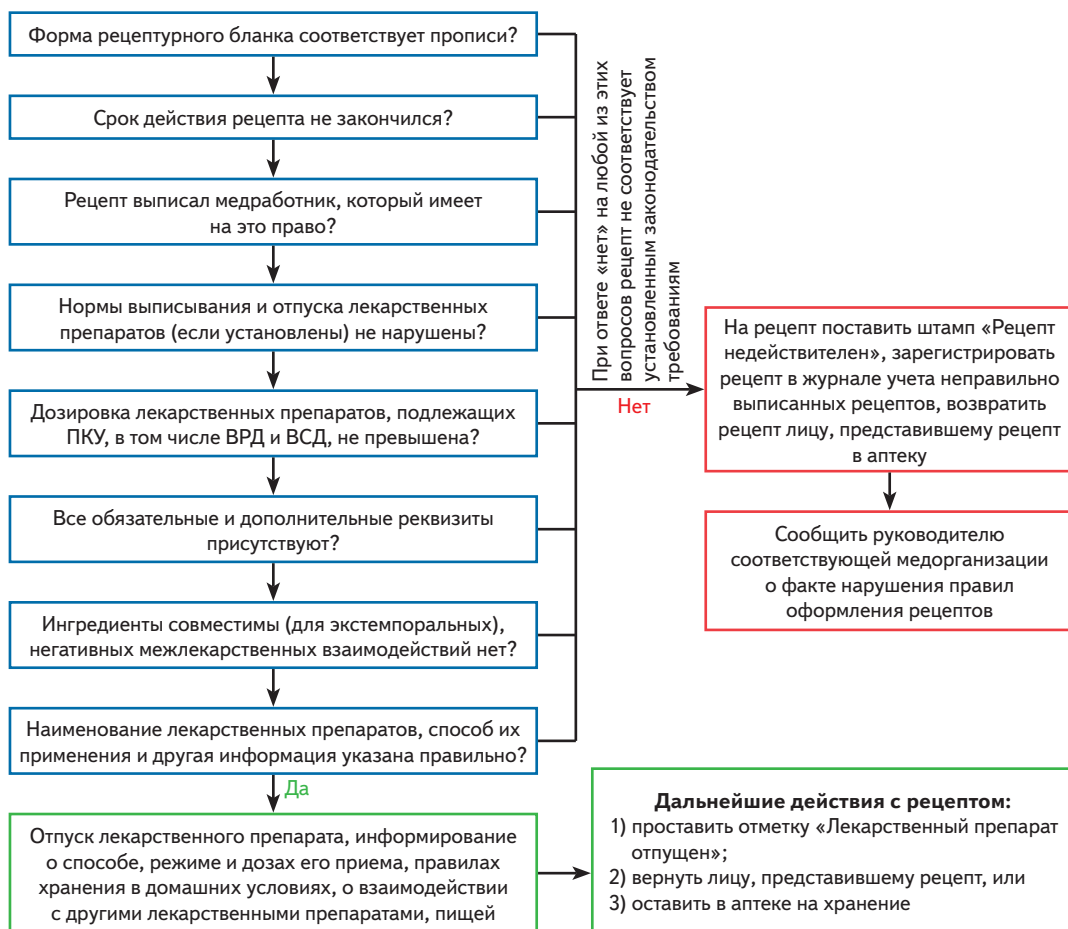 Форма рецептурного бланка соответствует прописи?
Срок действия рецепта не закончился?
Рецепт выписал медработник, который имеет
на это право?
Нормы выписывания и отпуска лекарственных
препаратов (если установлены) не нарушены?
Дозировка лекарственных препаратов, подлежащих
ПКУ, в том числе ВРД и ВСД, не превышена?
Все обязательные и дополнительные реквизиты
присутствуют?
Ингредиенты совместимы (для экстемпоральных),
негативных межлекарственных взаимодействий нет?
Наименование лекарственных препаратов, способ их
применения и другая информация указана правильно?
При ответе «нет» на любой из этих
вопросов рецепт не соответствует
установленным законодательством
требованиям
Нет
На рецепт поставить штамп «Рецепт
недействителен», зарегистрировать
рецепт в журнале учета неправильно
выписанных рецептов, возвратить
рецепт лицу, представившему рецепт
в аптеку
Сообщить руководителю
соответствующей медорганизации
о факте нарушения правил
оформления рецептов
Да
Отпуск лекарственного препарата, информирование
о способе, режиме и дозах его приема, правилах
хранения в домашних условиях, о взаимодействии
с другими лекарственными препаратами, пищей
Дальнейшие действия с рецептом:
1) проставить отметку «Лекарственный препарат
отпущен»;
2) вернуть лицу, представившему рецепт, или
3) оставить в аптеке на хранение